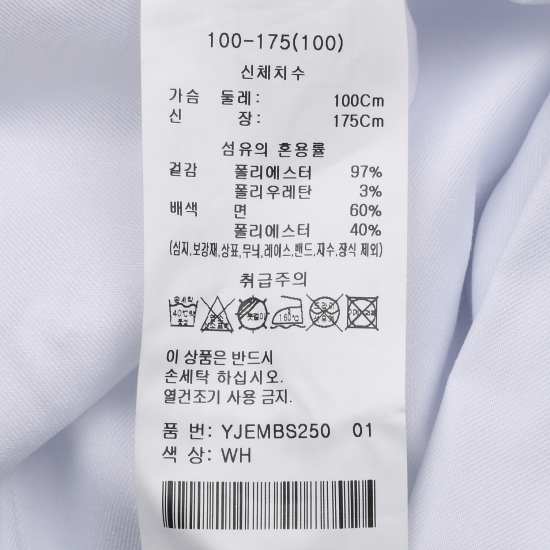 100-175(100)
신체치수
가슴 둘레: 100Cm
신 장: 175Cm
섬유의 혼용률
겉감 폴리에스터 97%
폴리우레탄 3%
배색 면 60%
폴리에스터 40%
(심지,보강재,상표,무늬,레이스,밴드,자수,장식 제외)
취급주의
40℃약 160℃
이 상품은 반드시
손세탁 하십시오.
열건조기 사용 금지.
품 번: YJEMBS250 01
색 상: WH